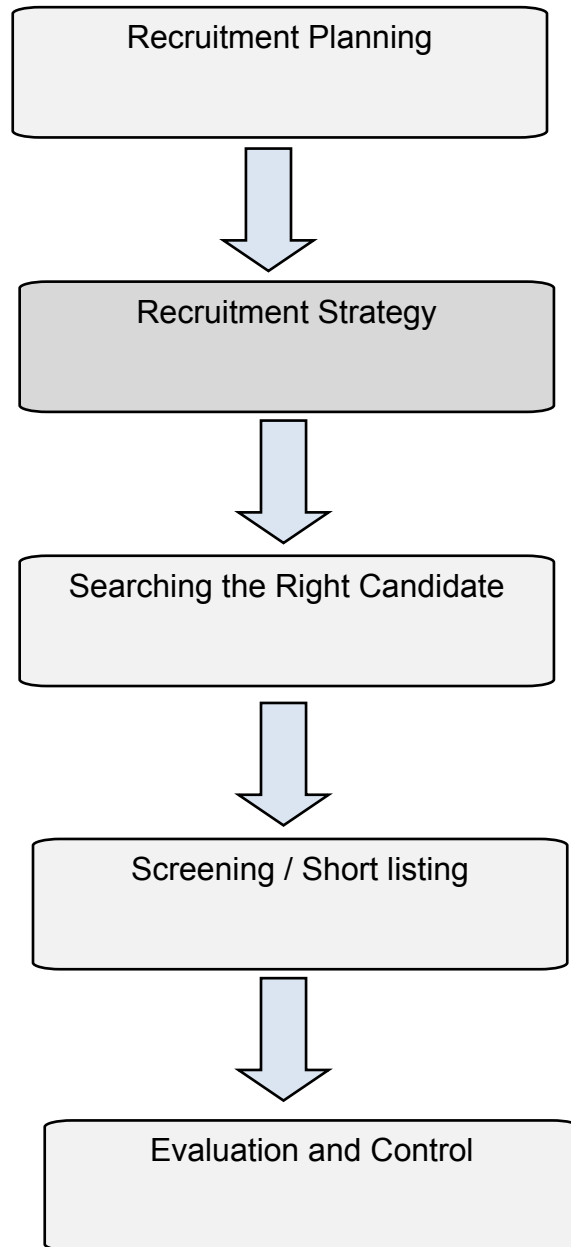 Recruitment Planning
Recruitment Strategy
Searching the Right Candidate
Screening / Short listing
Evaluation and Control